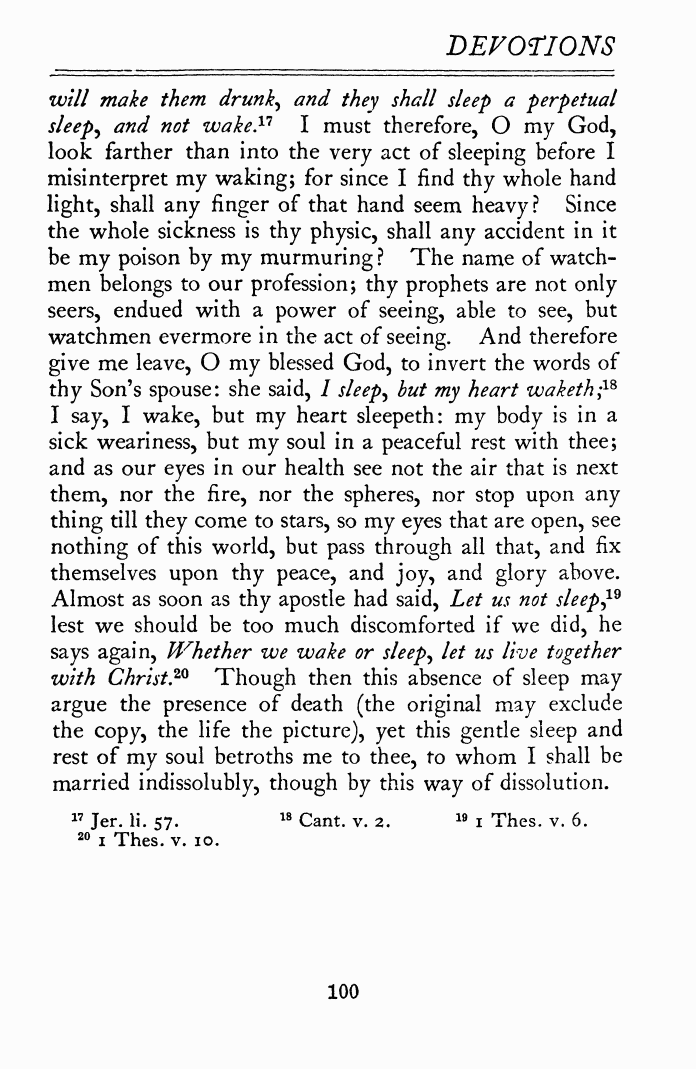 DEVOTIONS
will make them drunk, and they shall sleep a perpetual
sleep, and not wake.¹⁷ I must therefore, O my God,
look farther than into the very act of sleeping before I
misinterpret my waking; for since I find thy whole hand
light, shall any finger of that hand seem heavy? Since
the whole sickness is thy physic, shall any accident in it
be my poison by my murmuring? The name of watch-
men belongs to our profession; thy prophets are not only
seers, endued with a power of seeing, able to see, but
watchmen evermore in the act of seeing. And therefore
give me leave, O my blessed God, to invert the words of
thy Son's spouse: she said, I sleep, but my heart waketh;¹⁸
I say, I wake, but my heart sleepeth: my body is in a
sick weariness, but my soul in a peaceful rest with thee;
and as our eyes in our health see not the air that is next
them, nor the fire, nor the spheres, nor stop upon any
thing till they come to stars, so my eyes that are open, see
nothing of this world, but pass through all that, and fix
themselves upon thy peace, and joy, and glory above.
Almost as soon as thy apostle had said, Let us not sleep,¹⁹
lest we should be too much discomforted if we did, he
says again, Whether we wake or sleep, let us live together
with Christ.²⁰ Though then this absence of sleep may
argue the presence of death (the original may exclude
the copy, the life the picture), yet this gentle sleep and
rest of my soul betroths me to thee, to whom I shall be
married indissolubly, though by this way of dissolution.
¹⁷ Jer. li. 57. ¹⁸ Cant. v. 2. ¹⁹ 1 Thes. v. 6.
²⁰ 1 Thes. v. 10.
100